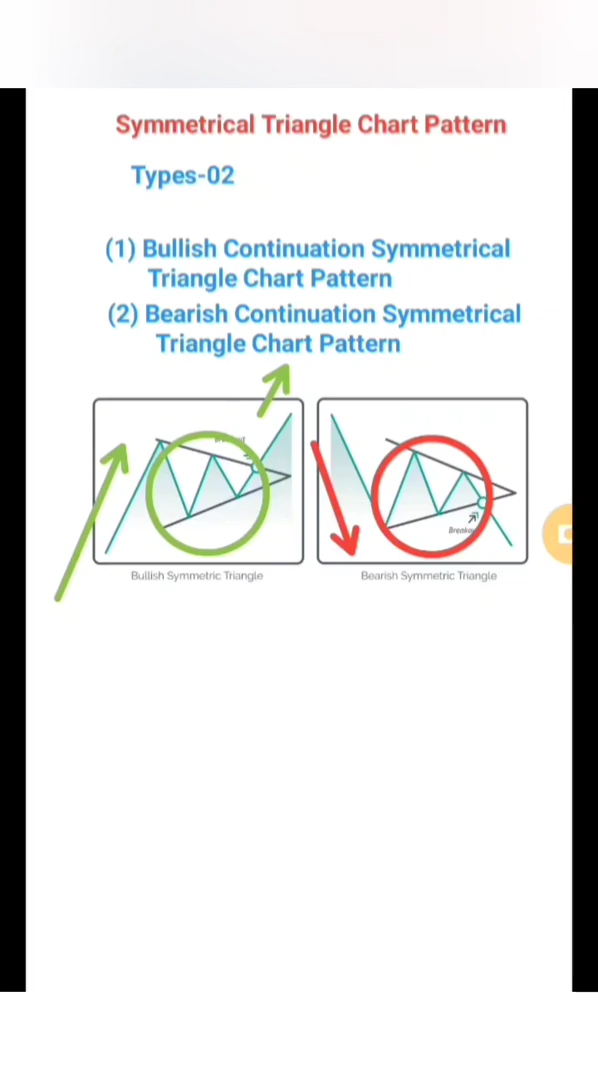 Symmetrical Triangle Chart Pattern
Types-02
(1) Bullish Continuation Symmetrical
Triangle Chart Pattern
(2) Bearish Continuation Symmetrical
Triangle Chart Pattern
Bullish Symmetric Triangle
Bearish Symmetric Triangle